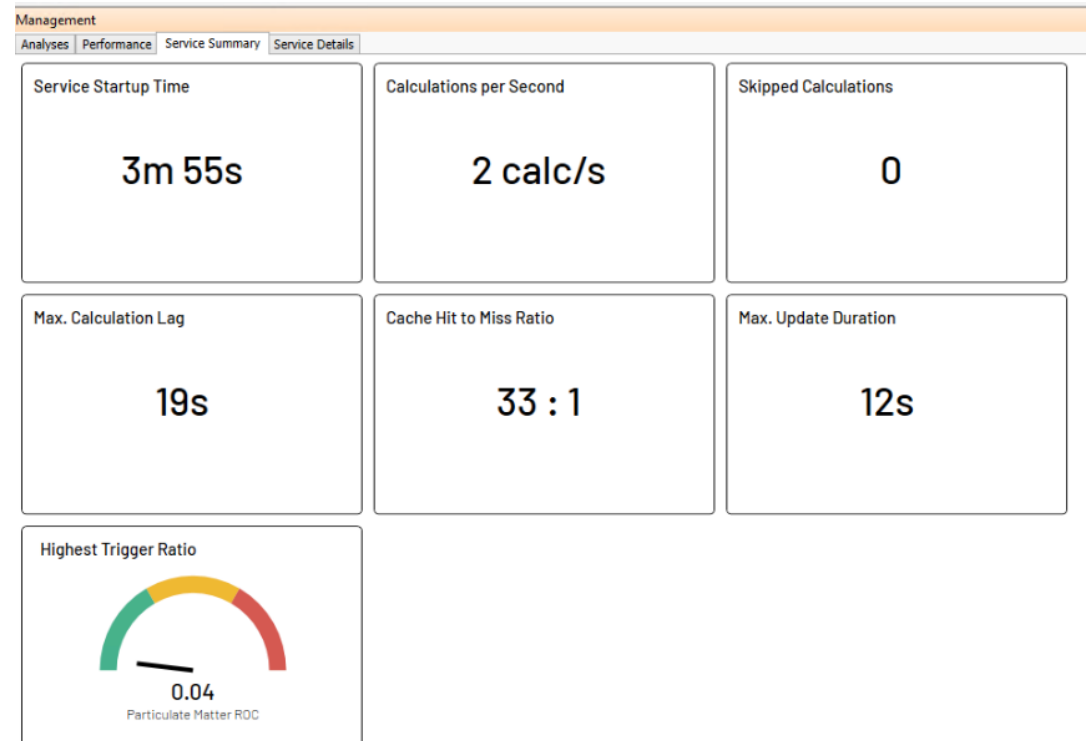 Management
Analyses Performance Service Summary Service Details
Service Startup Time
3m 55s
Calculations per Second
2 calc/s
Skipped Calculations
0
Max. Calculation Lag
19s
Cache Hit to Miss Ratio
33 : 1
Max. Update Duration
12s
Highest Trigger Ratio
0.04
Particulate Matter ROC